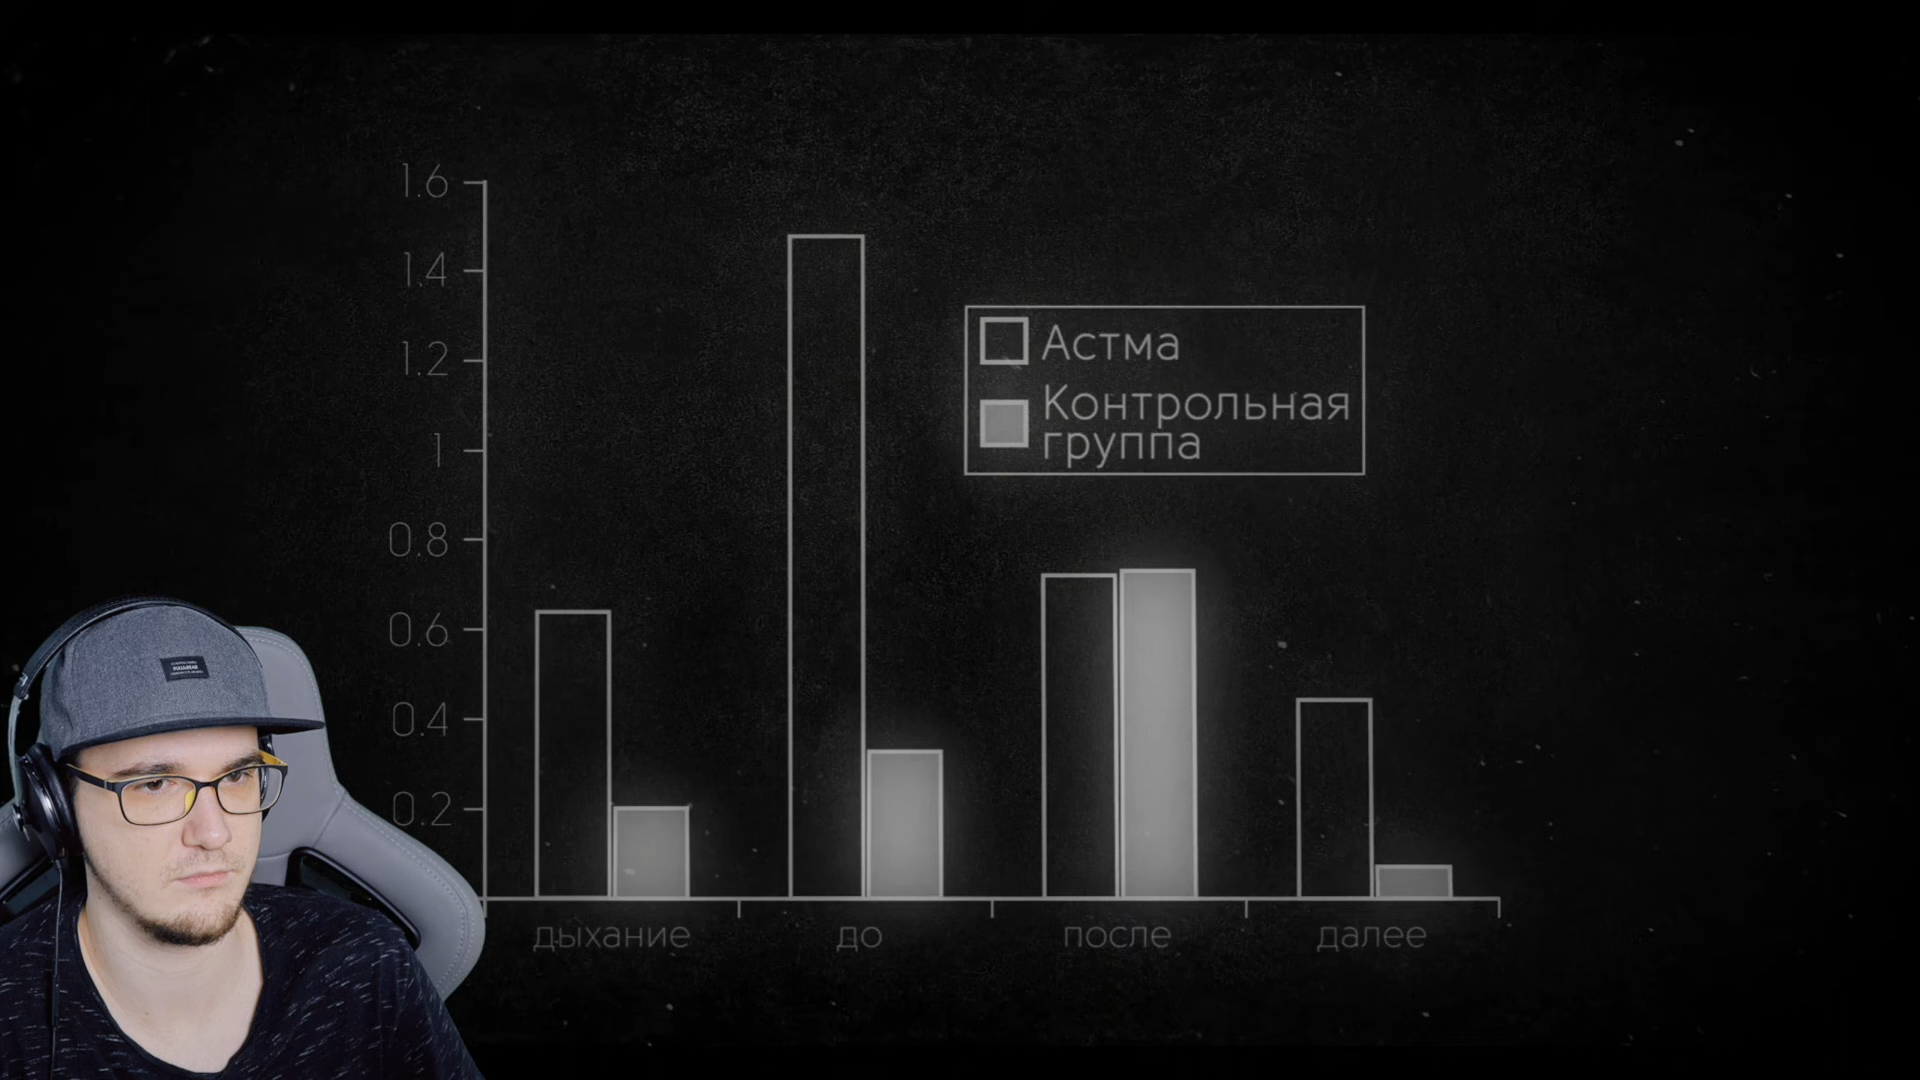 1.6
1.4
1.2
1
0.8
0.6
0.4
0.2
Астма
Контрольная
группа
дыхание
до
после
далее